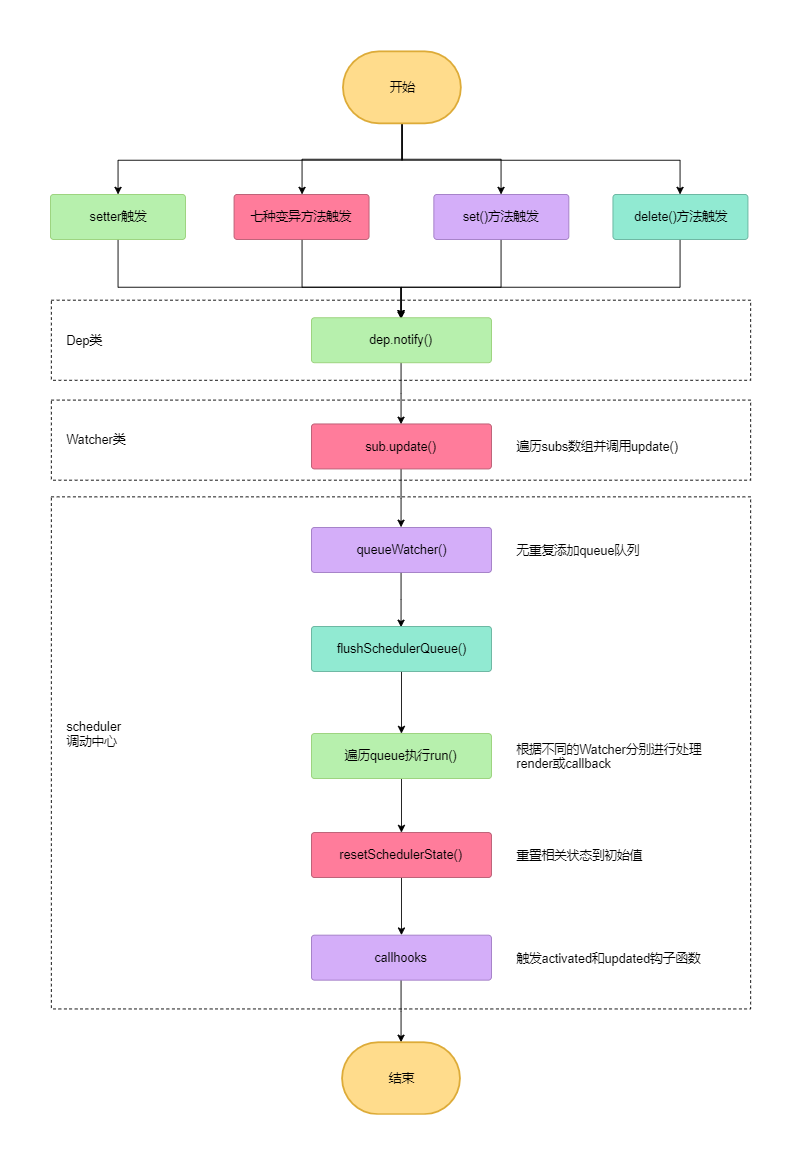 开始
setter触发
七种变异方法触发
set()方法触发
delete()方法触发
Dep类
dep.notify()
Watcher类
sub.update()
遍历subs数组并调用update()
queueWatcher()
无重复添加queue队列
flushSchedulerQueue()
scheduler
调动中心
遍历queue执行run()
根据不同的Watcher分别进行处理
render或callback
resetSchedulerState()
重置相关状态到初始值
callhooks
触发activated和updated钩子函数
结束